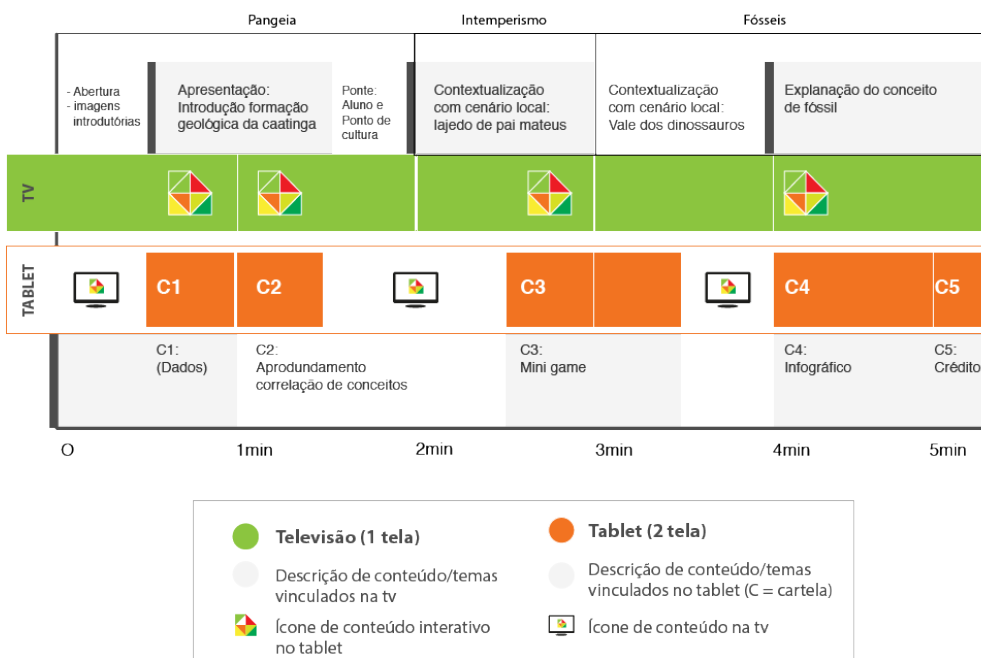 Pangeia
Intemperismo
Fósseis
- Abertura
- imagens
introdutórias
Apresentação:
Introdução formação
geológica da caatinga
Ponte:
Aluno e
Ponto de
cultura
Contextualização
com cenário local:
lajedo de pai mateus
Contextualização
com cenário local:
Vale dos dinossauros
Explanação do conceito
de fóssil
TV
TABLET
C1
C2
C3
C4
C5
C1:
(Dados)
C2:
Aprodundamento
correlação de conceitos
C3:
Mini game
C4:
Infográfico
C5:
Crédito
O
1min
2min
3min
4min
5min
Televisão (1 tela)
Descrição de conteúdo/temas
vinculados na tv
Ícone de conteúdo interativo
no tablet
Tablet (2 tela)
Descrição de conteúdo/temas
vinculados no tablet (C = cartela)
Ícone de conteúdo na tv